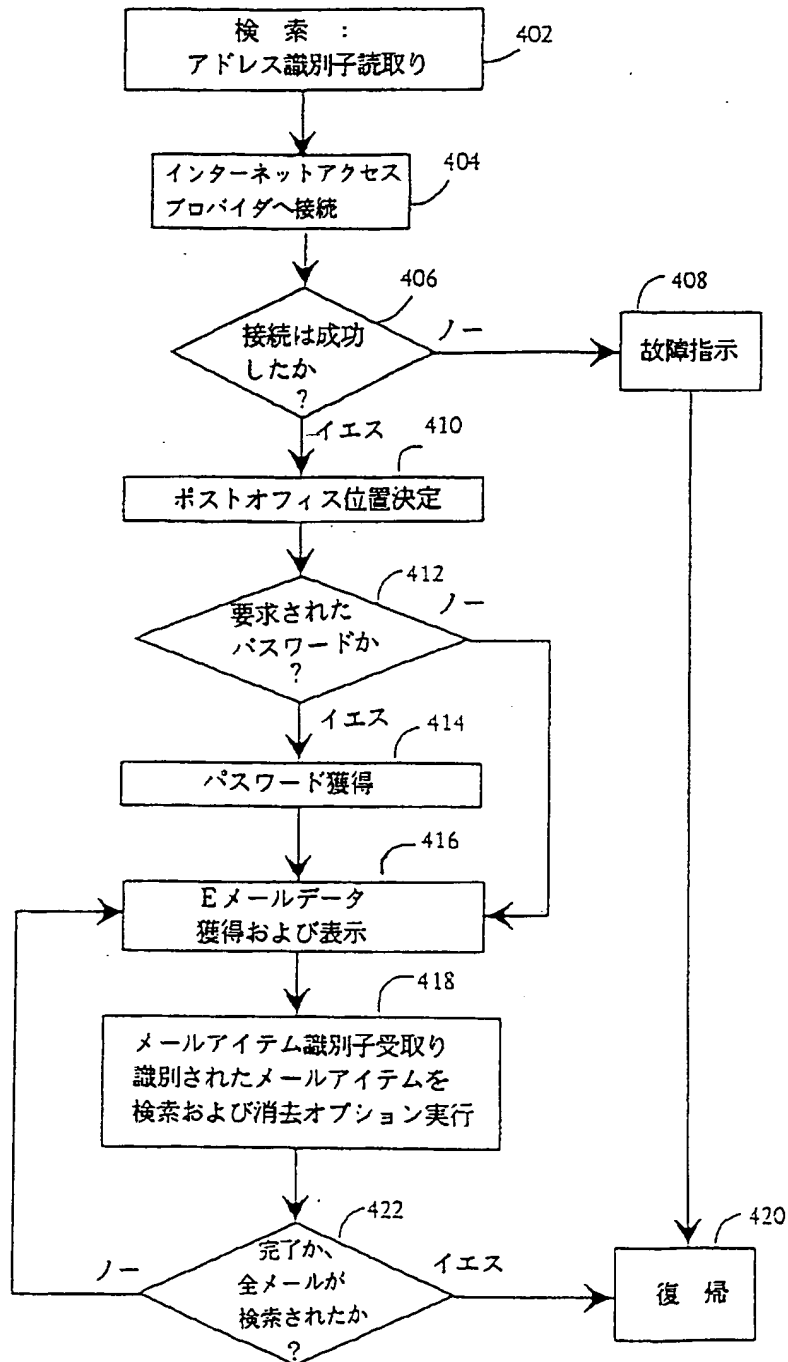 検 索 :
アドレス識別子読取り
402
インターネットアクセス
プロバイダへ接続
404
406
接続は成功
したか
?
ノー
408
故障指示
イエス
410
ポストオフィス位置決定
412
要求された
パスワードか
?
ノー
イエス
414
パスワード獲得
416
Eメールデータ
獲得および表示
418
メールアイテム識別子受取り
識別されたメールアイテムを
検索および消去オプション実行
422
完了か、
全メールが
検索されたか
?
ノー
イエス
420
復 帰